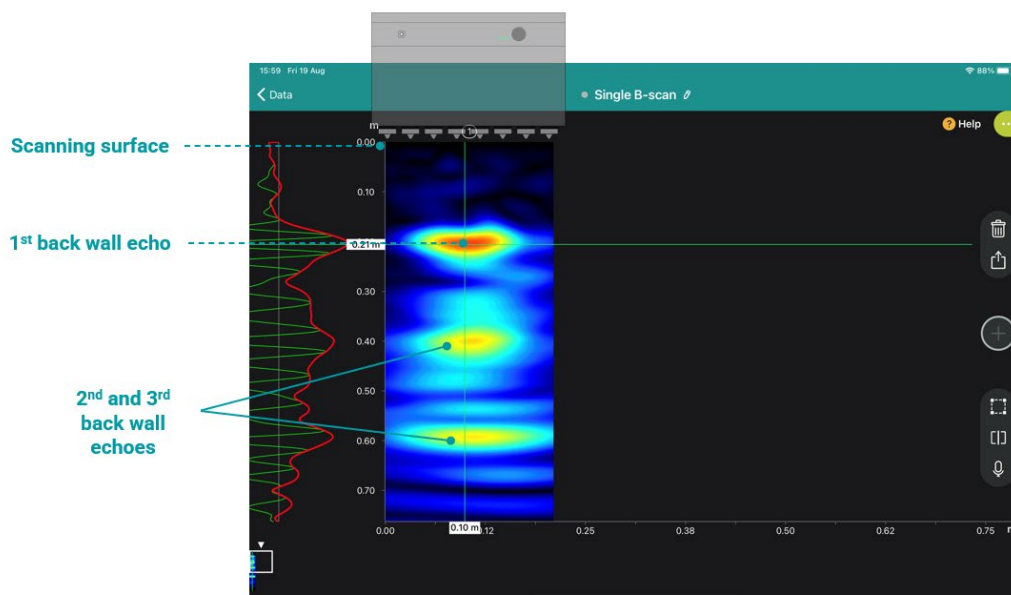 15:59 Fri 19 Aug
88%
Data
Single B-scan
m
1
? Help
Scanning surface
0.00
0.10
1st back wall echo
0.21 m
0.30
0.40
2nd and 3rd
back wall
echoes
0.50
0.60
0.70
0.00
0.10 m
0.12
0.25
0.38
0.50
0.62
0.75